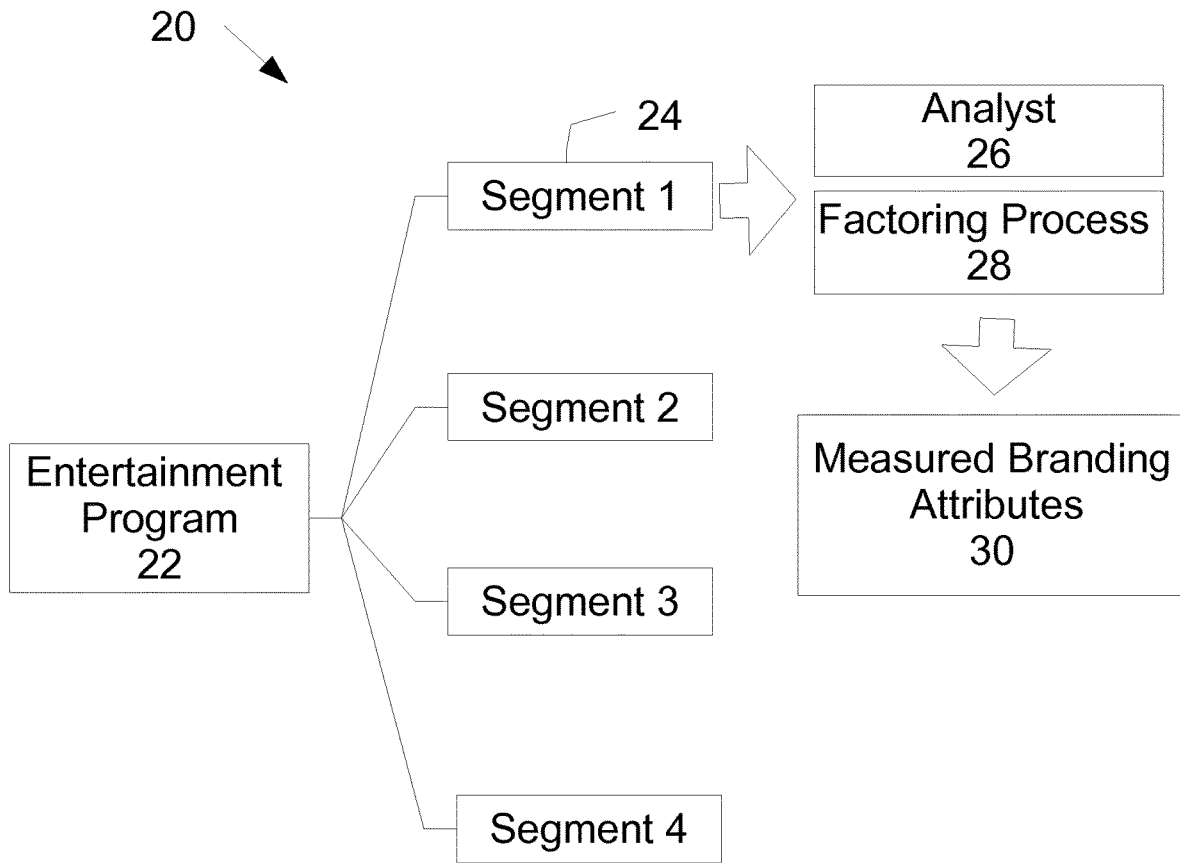 20
24
Segment 1
Analyst
26
Factoring Process
28
Segment 2
Entertainment
Program
22
Measured Branding
Attributes
30
Segment 3
Segment 4